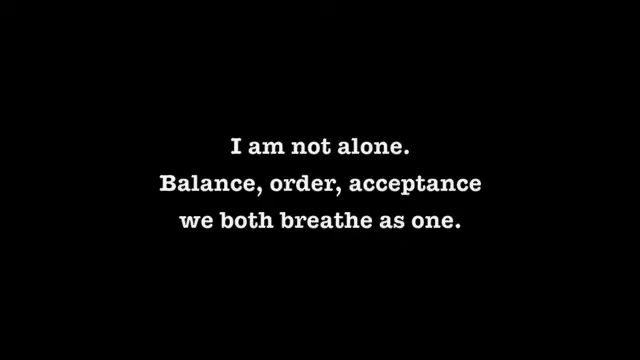 I am not alone.
Balance, order, acceptance
we both breathe as one.